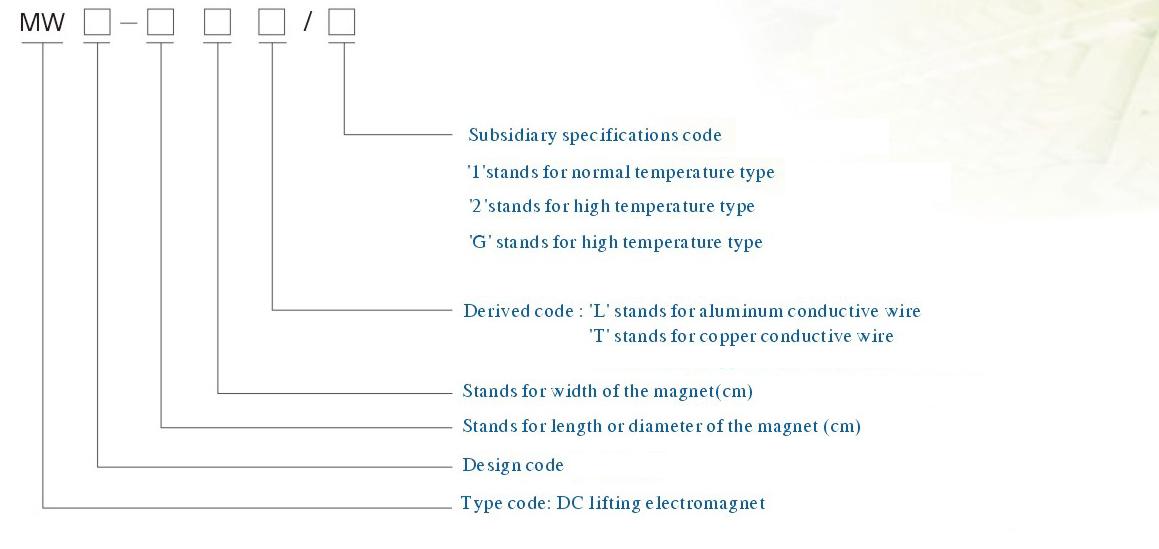 MW □ – □ □ □ / □
Subsidiary specifications code
'1'stands for normal temperature type
'2'stands for high temperature type
'G' stands for high temperature type
Derived code : 'L' stands for aluminum conductive wire
'T' stands for copper conductive wire
Stands for width of the magnet(cm)
Stands for length or diameter of the magnet (cm)
Design code
Type code: DC lifting electromagnet